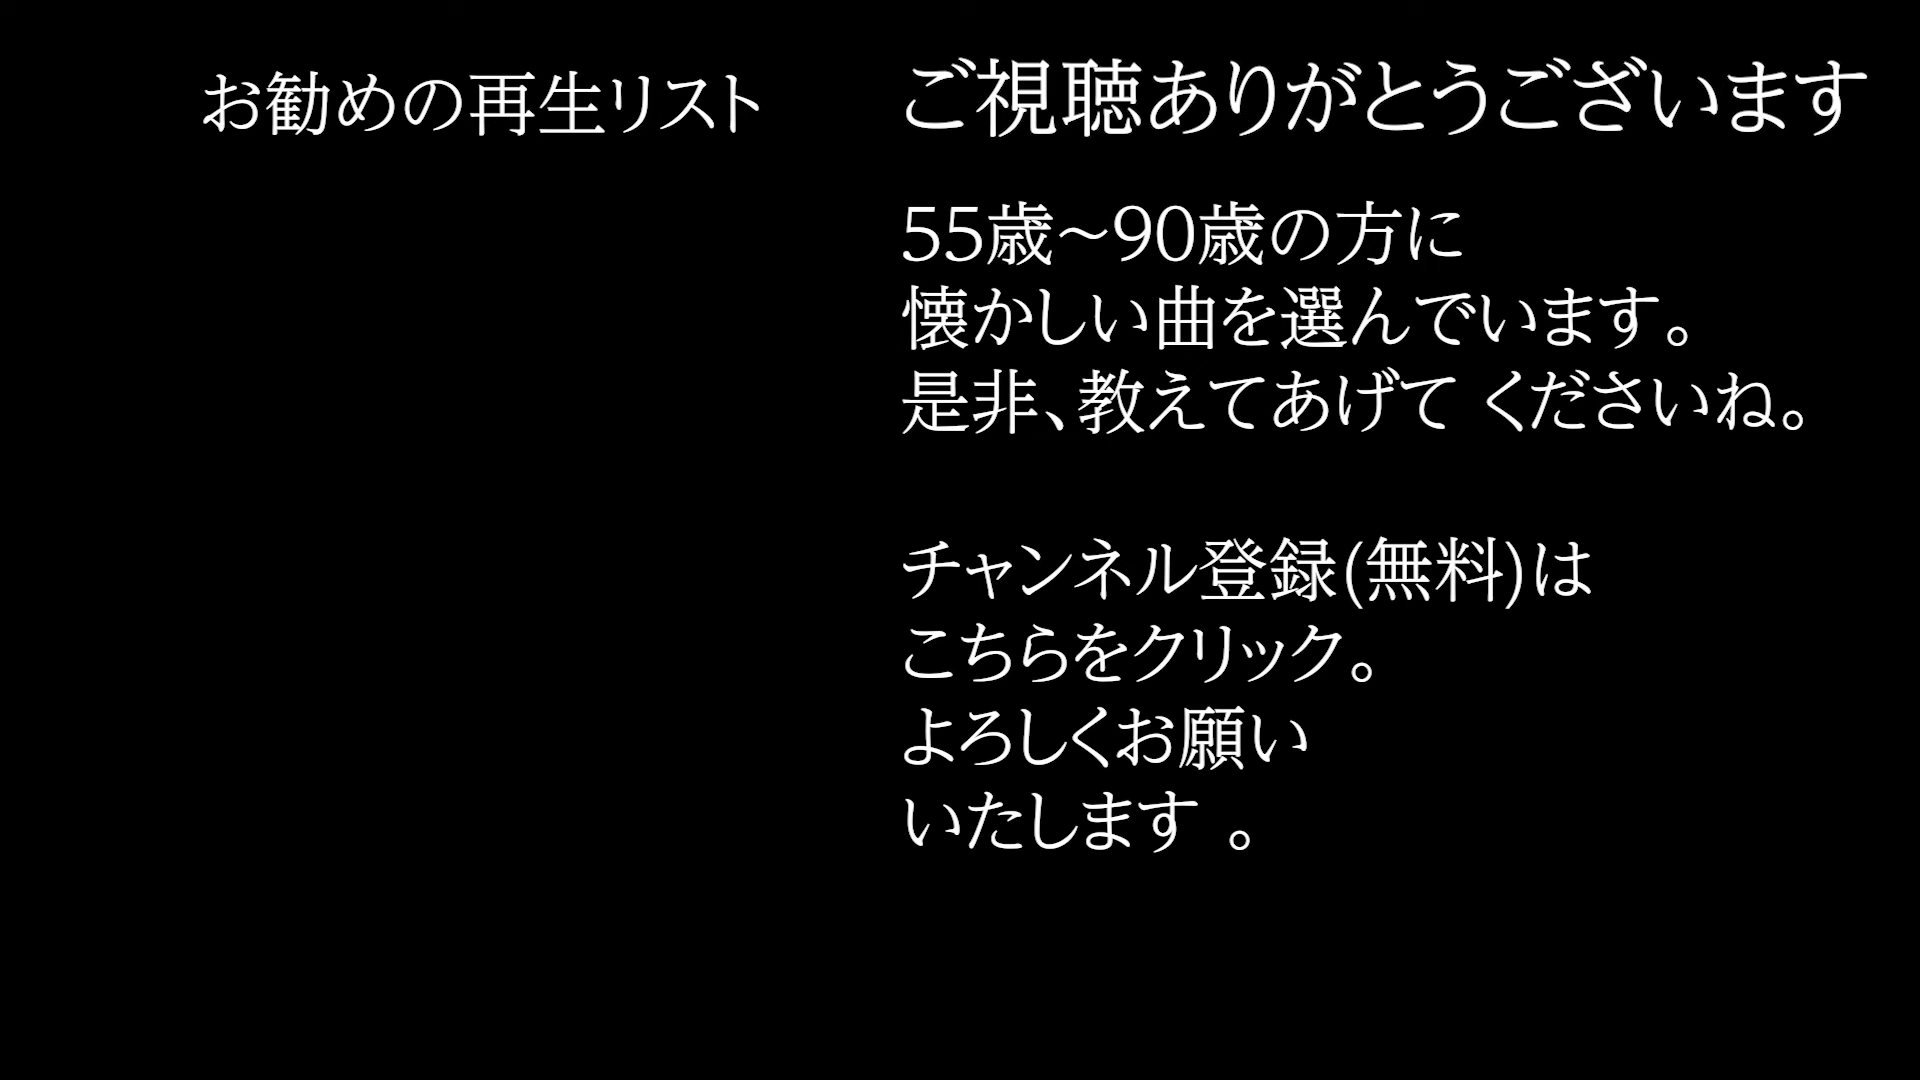 お勧めの再生リスト
ご視聴ありがとうございます
55歳~90歳の方に
懐かしい曲を選んでいます。
是非、教えてあげて くださいね。
チャンネル登録(無料)は
こちらをクリック。
よろしくお願い
いたします 。